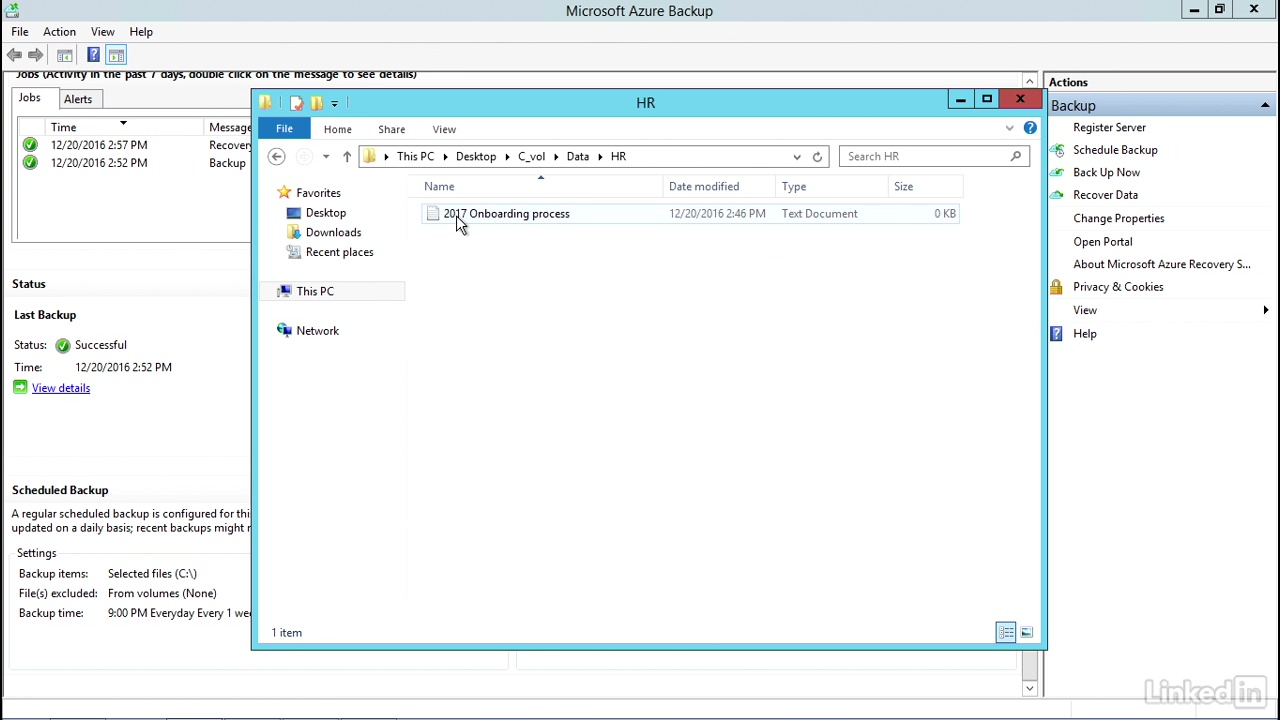 Microsoft Azure Backup
File Action View Help
Jobs (Activity in the past 7 days, double click on the message to see details)
Jobs Alerts
Time Message
12/20/2016 2:57 PM Recovery
12/20/2016 2:52 PM Backup
Status
Last Backup
Status: Successful
Time: 12/20/2016 2:52 PM
View details
Scheduled Backup
A regular scheduled backup is configured for this
updated on a daily basis; recent backups might
Settings
Backup items: Selected files (C:\)
File(s) excluded: From volumes (None)
Backup time: 9:00 PM Everyday Every 1
HR
File Home Share View
This PC Desktop C_vol Data HR Search HR
Favorites
Desktop
Downloads
Recent places
This PC
Network
Name Date modified Type Size
2017 Onboarding process 12/20/2016 2:46 PM Text Document 0 KB
1 item
Actions
Backup
Register Server
Schedule Backup
Back Up Now
Recover Data
Change Properties
Open Portal
About Microsoft Azure Recovery S...
Privacy & Cookies
View
Help
Linked in